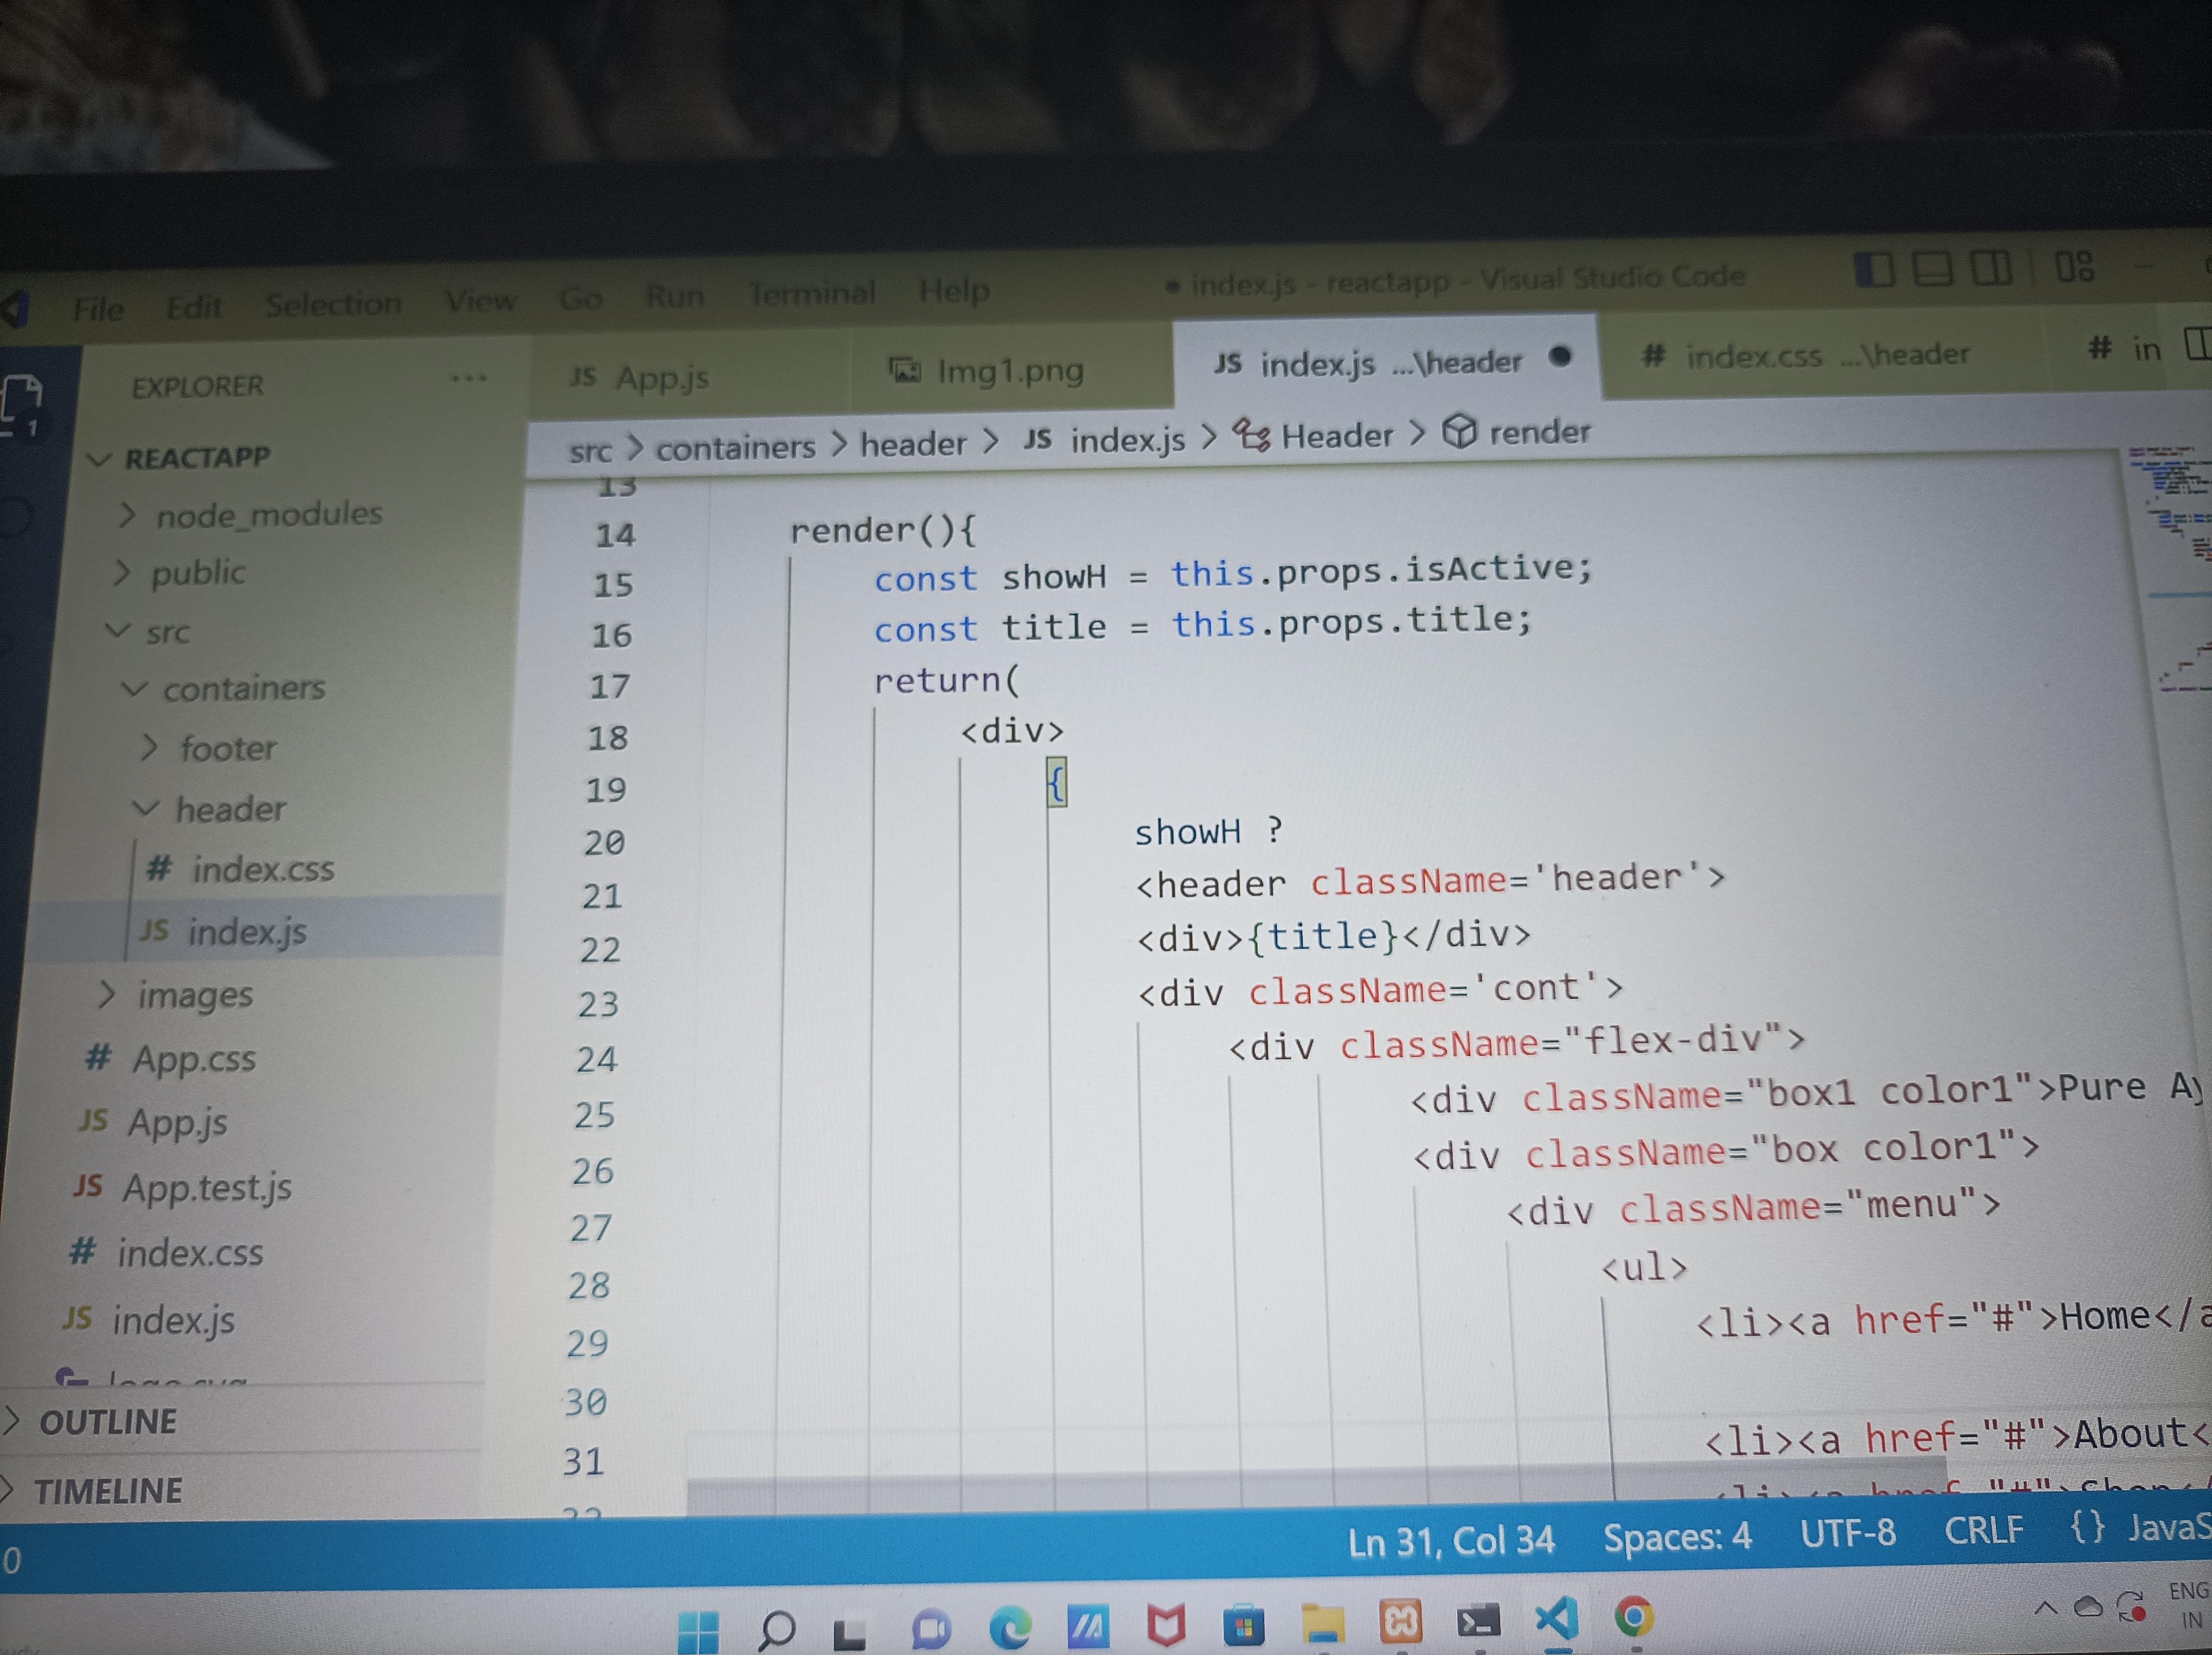 File Edit Selection View Go Run Terminal Help
index.js - reactapp - Visual Studio Code
EXPLORER ...
JS App.js
Img1.png
JS index.js ...\header
# index.css ...\header
# in
src > containers > header > JS index.js > Header > render
REACTAPP
node_modules
public
src
containers
footer
header
# index.css
JS index.js
images
# App.css
JS App.js
JS App.test.js
# index.css
JS index.js
OUTLINE
TIMELINE
13
14 render(){
15 const showH = this.props.isActive;
16 const title = this.props.title;
17 return(
18 <div>
19 {
20 showH ?
21 <header className='header'>
22 <div>{title}</div>
23 <div className='cont'>
24 <div className="flex-div">
25 <div className="box1 color1">Pure
26 <div className="box color1">
27 <div className="menu">
28 <ul>
29 <li><a href="#">Home</a
30
31 <li><a href="#">About<
0
Ln 31, Col 34 Spaces: 4 UTF-8 CRLF {} JavaS
ENG
IN